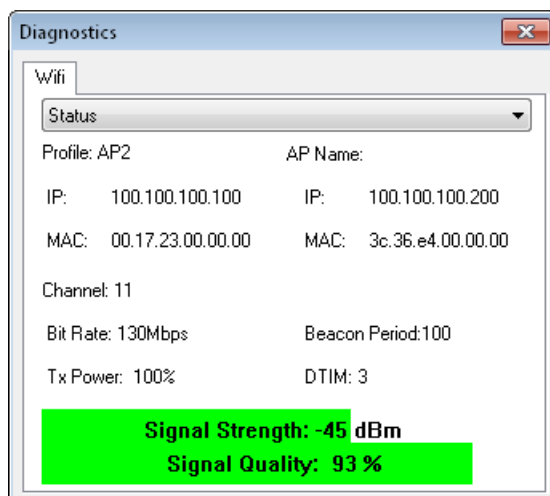 Diagnostics
Wifi
Status
Profile: AP2 AP Name:
IP: 100.100.100.100 IP: 100.100.100.200
MAC: 00.17.23.00.00.00 MAC: 3c.36.e4.00.00.00
Channel: 11
Bit Rate: 130Mbps Beacon Period:100
Tx Power: 100% DTIM: 3
Signal Strength: -45 dBm
Signal Quality: 93 %